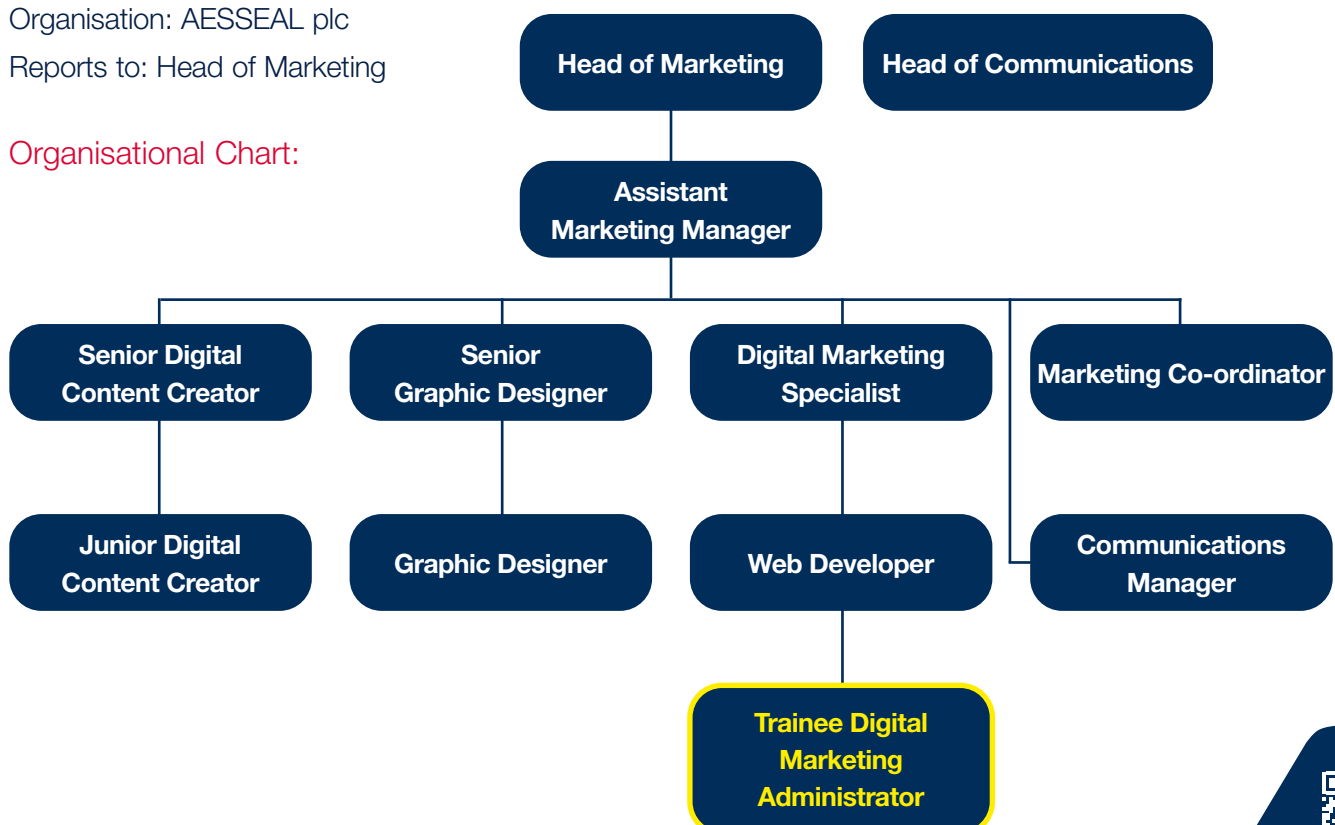 Organisation: AESSEAL plc
Reports to: Head of Marketing
Organisational Chart:
Head of Marketing
Head of Communications
Assistant
Marketing Manager
Senior Digital
Content Creator
Senior
Graphic Designer
Digital Marketing
Specialist
Marketing Co-ordinator
Junior Digital
Content Creator
Graphic Designer
Web Developer
Communications
Manager
Trainee Digital
Marketing
Administrator